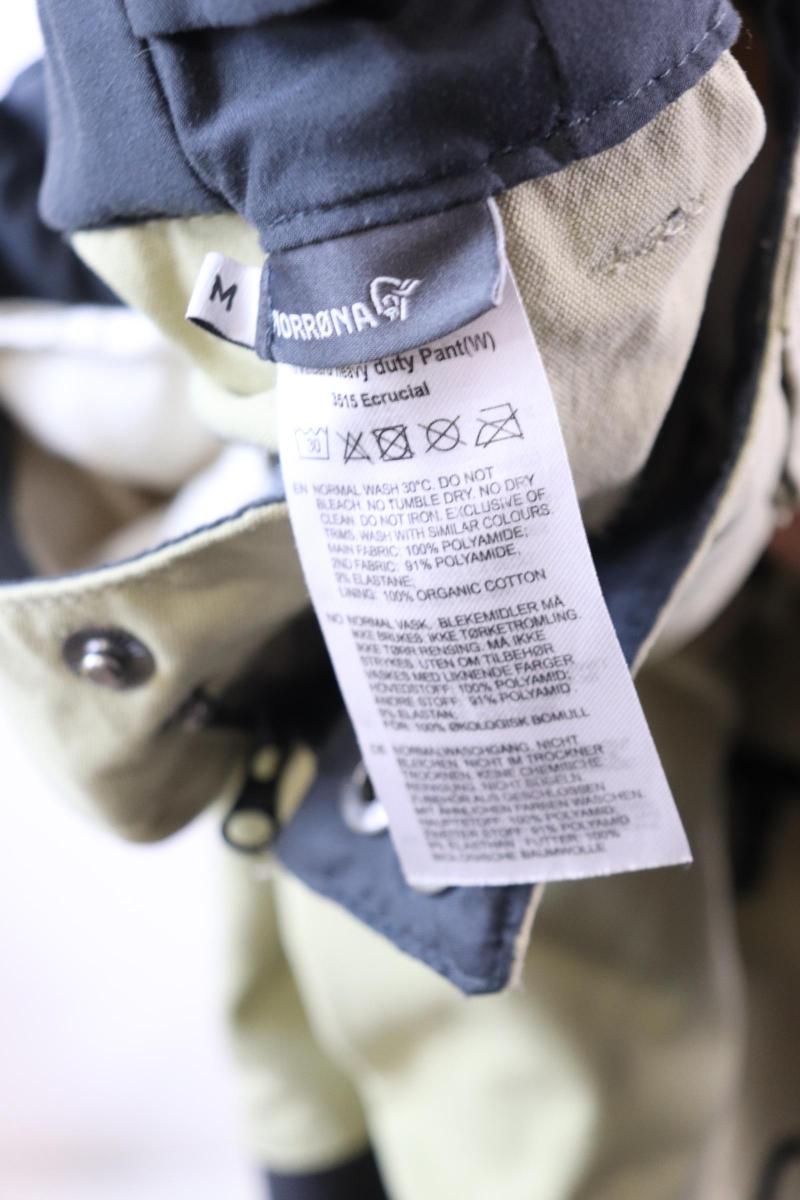 M
NORRØNA
heavy duty Pant(W)
3515 Ecrucial
30
EN NORMAL WASH 30°C. DO NOT
BLEACH. NO TUMBLE DRY. NO DRY
CLEAN. DO NOT IRON. EXCLUSIVE OF
TRIMS. WASH WITH SIMILAR COLOURS.
MAIN FABRIC: 100% POLYAMIDE;
2ND FABRIC: 91% POLYAMIDE,
9% ELASTANE;
LINING: 100% ORGANIC COTTON
NO NORMAL VASK. BLEKEMIDLER MÅ
IKKE BRUKES. IKKE TØRKETROMLING.
IKKE TØRR RENSING. MÅ IKKE
STRYKES. UTEN OM TILBEHØR
VASKES MED LIKNENDE FARGER
HOVEDSTOFF: 100% POLYAMID;
ANDRE STOFF: 91% POLYAMID,
9% ELASTAN;
FÔR: 100% ØKOLOGISK BOMULL
DE NORMALWASCHGANG. NICHT
BLEICHEN. NICHT IM TROCKNER
TROCKNEN. KEINE CHEMISCHE
REINIGUNG. NICHT BÜGELN.
ZUBEHÖR AUSGESCHLOSSEN
MIT ÄHNLICHEN FARBEN WASCHEN.
HAUPTSTOFF: 100% POLYAMID;
ZWEITER STOFF: 91% POLYAMID
9% ELASTHAN FUTTER: 100%
BIOLOGISCHE BAUMWOLLE